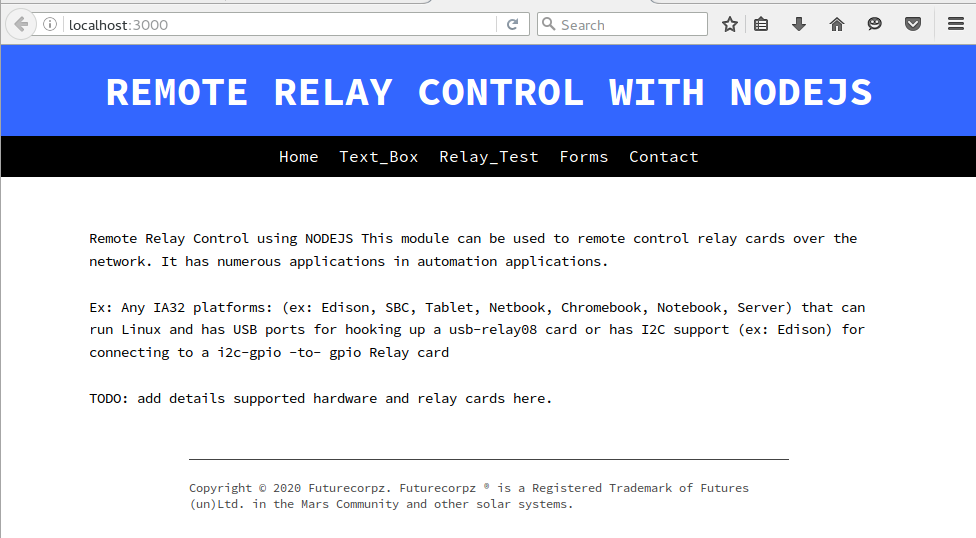 localhost:3000
Search
REMOTE RELAY CONTROL WITH NODEJS
Home Text_Box Relay_Test Forms Contact
Remote Relay Control using NODEJS This module can be used to remote control relay cards over the
network. It has numerous applications in automation applications.
Ex: Any IA32 platforms: (ex: Edison, SBC, Tablet, Netbook, Chromebook, Notebook, Server) that can
run Linux and has USB ports for hooking up a usb-relay08 card or has I2C support (ex: Edison) for
connecting to a i2c-gpio -to- gpio Relay card
TODO: add details supported hardware and relay cards here.
Copyright © 2020 Futurecorpz. Futurecorpz ® is a Registered Trademark of Futures
(un)Ltd. in the Mars Community and other solar systems.